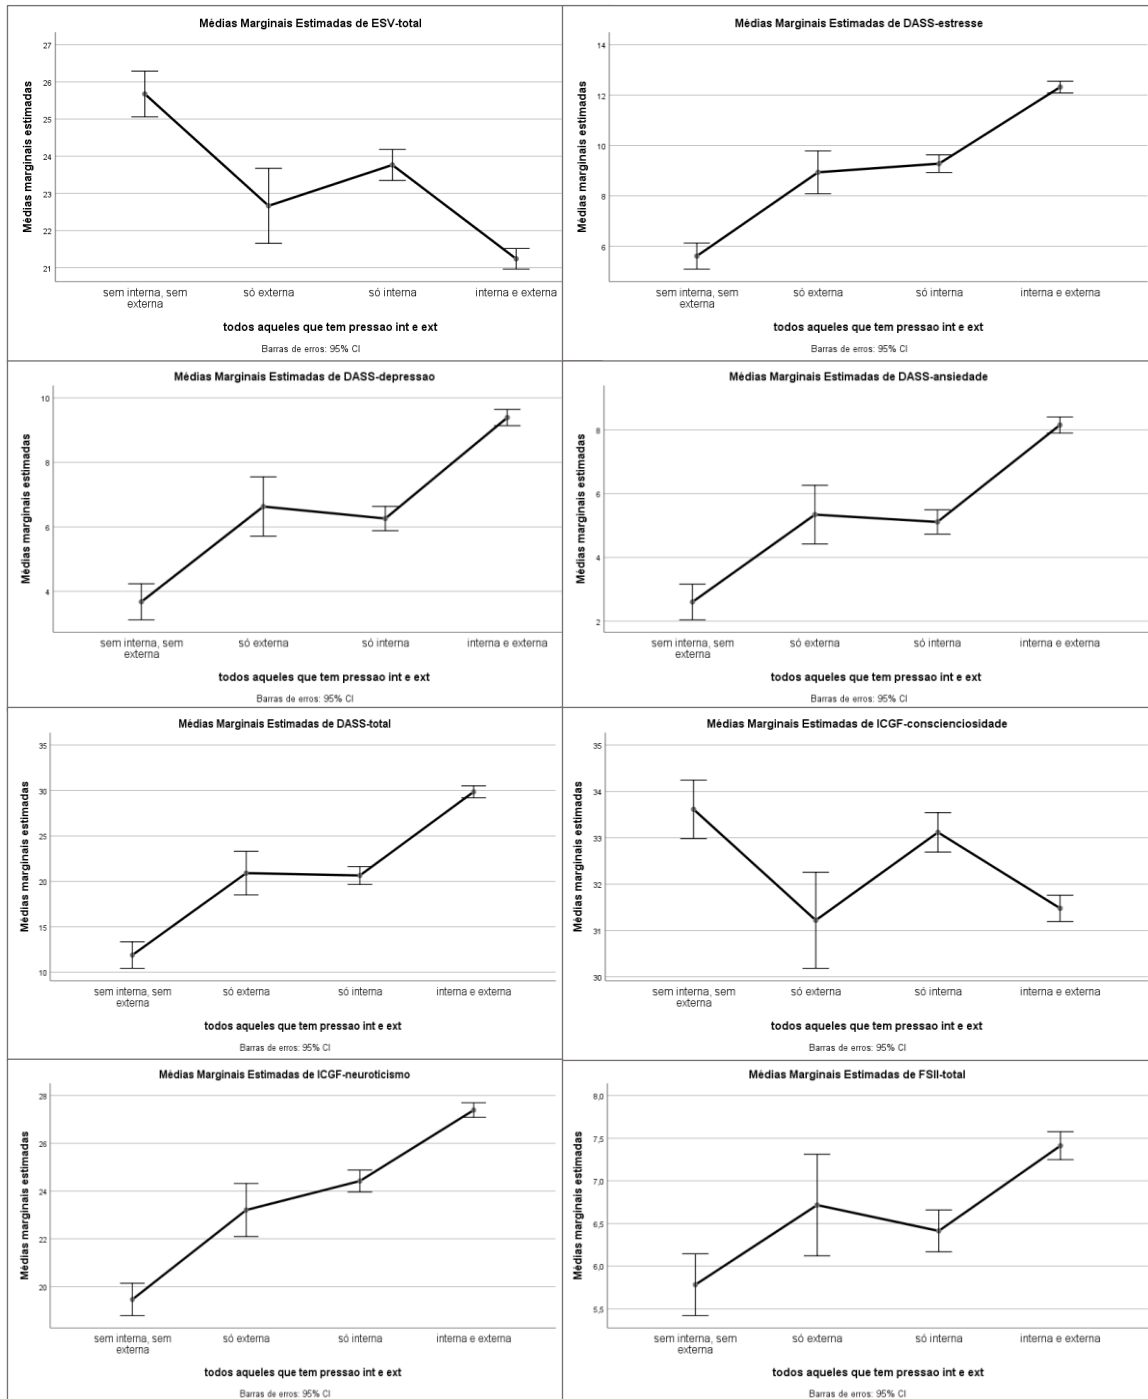 Médias Marginais Estimadas de ESV-total
Médias marginais estimadas
27
26
25
24
23
22
21
sem interna, sem
externa
só externa
só interna
interna e externa
todos aqueles que tem pressao int e ext
Barras de erros: 95% CI
Médias Marginais Estimadas de DASS-estresse
Médias marginais estimadas
14
12
10
8
6
sem interna, sem
externa
só externa
só interna
interna e externa
todos aqueles que tem pressao int e ext
Barras de erros: 95% CI
Médias Marginais Estimadas de DASS-depressao
Médias marginais estimadas
10
8
6
4
sem interna, sem
externa
só externa
só interna
interna e externa
todos aqueles que tem pressao int e ext
Barras de erros: 95% CI
Médias Marginais Estimadas de DASS-ansiedade
Médias marginais estimadas
8
6
4
2
sem interna, sem
externa
só externa
só interna
interna e externa
todos aqueles que tem pressao int e ext
Barras de erros: 95% CI
Médias Marginais Estimadas de DASS-total
Médias marginais estimadas
35
30
25
20
15
10
sem interna, sem
externa
só externa
só interna
interna e externa
todos aqueles que tem pressao int e ext
Barras de erros: 95% CI
Médias Marginais Estimadas de ICGF-conscienciosidade
Médias marginais estimadas
35
34
33
32
31
30
sem interna, sem
externa
só externa
só interna
interna e externa
todos aqueles que tem pressao int e ext
Barras de erros: 95% CI
Médias Marginais Estimadas de ICGF-neuroticismo
Médias marginais estimadas
28
26
24
22
20
sem interna, sem
externa
só externa
só interna
interna e externa
todos aqueles que tem pressao int e ext
Barras de erros: 95% CI
Médias Marginais Estimadas de FSII-total
Médias marginais estimadas
8,0
7,5
7,0
6,5
6,0
5,5
sem interna, sem
externa
só externa
só interna
interna e externa
todos aqueles que tem pressao int e ext
Barras de erros: 95% CI